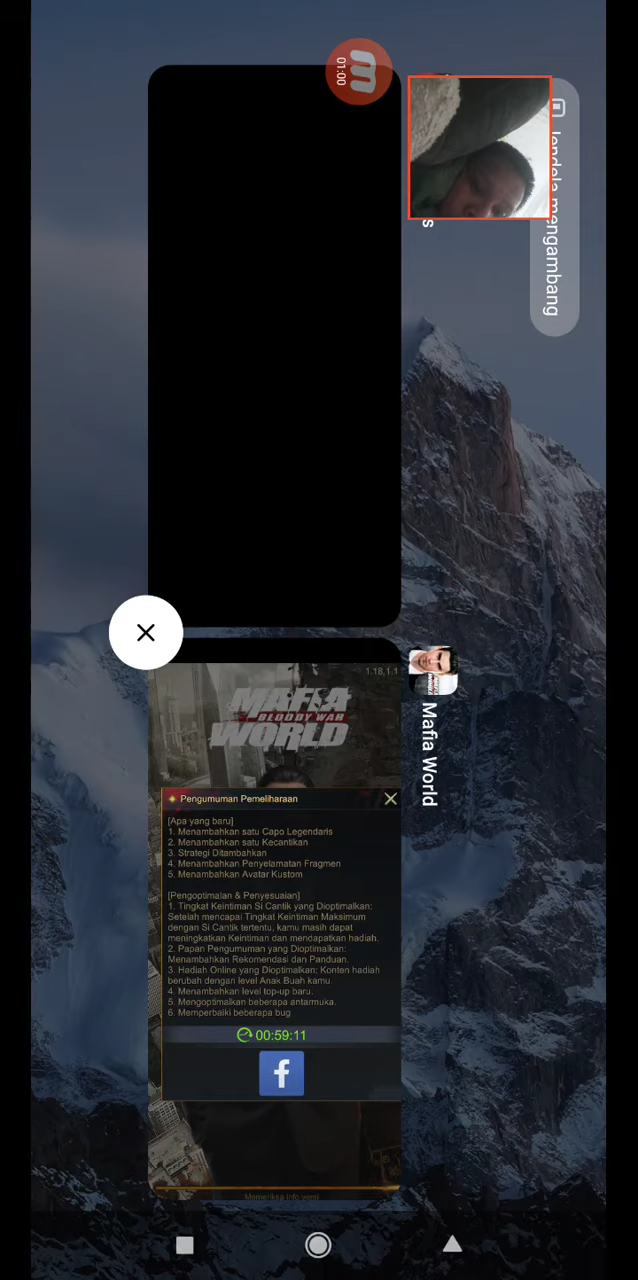 01:00
s
Jendela mengambang
Mafia World
1.18,1.1
MAFIA
BLOODY WAR
WORLD
Pengumuman Pemeliharaan
[Apa yang baru]
1. Menambahkan satu Capo Legendaris
2. Menambahkan satu Kecantikan
3. Strategi Ditambahkan
4. Menambahkan Penyelamatan Fragmen
5. Menambahkan Avatar Kustom
[Pengoptimalan & Penyesuaian]
1. Tingkat Keintiman Si Cantik yang Dioptimalkan:
Setelah mencapai Tingkat Keintiman Maksimum
dengan Si Cantik tertentu, kamu masih dapat
meningkatkan Keintiman dan mendapatkan hadiah.
2. Papan Pengumuman yang Dioptimalkan:
Menambahkan Rekomendasi dan Panduan.
3. Hadiah Online yang Dioptimalkan: Konten hadiah
berubah dengan level Anak Buah kamu
4. Menambahkan level top-up baru.
5. Mengoptimalkan beberapa antarmuka.
6. Memperbaiki beberapa bug
00:59:11
Memeriksa info versi